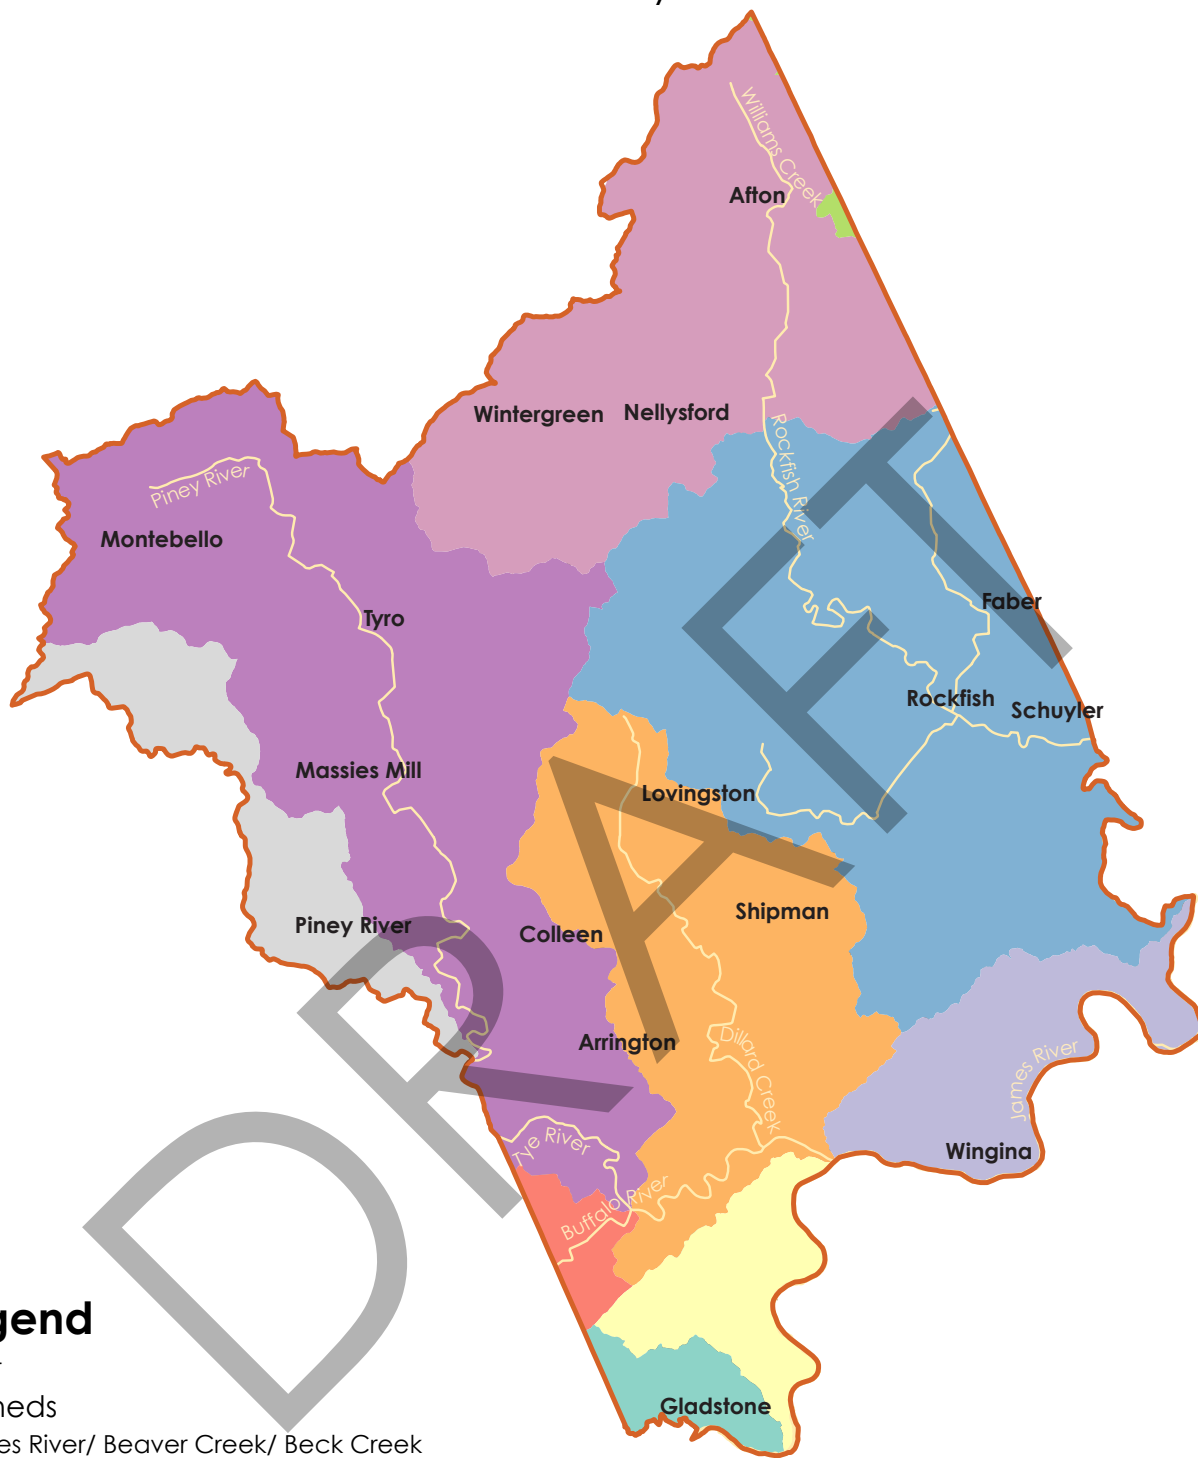 Williams Creek
Afton
Wintergreen
Nellysford
Rockfish River
Piney River
Montebello
Tyro
Faber
Rockfish
Schuyler
Massies Mill
Lovingston
Shipman
Piney River
Colleen
Arrington
Dillard Creek
James River
Wingina
Tye River
Buffalo River
Gladstone
DRAFT
gend
heds
es River/ Beaver Creek/ Beck Creek